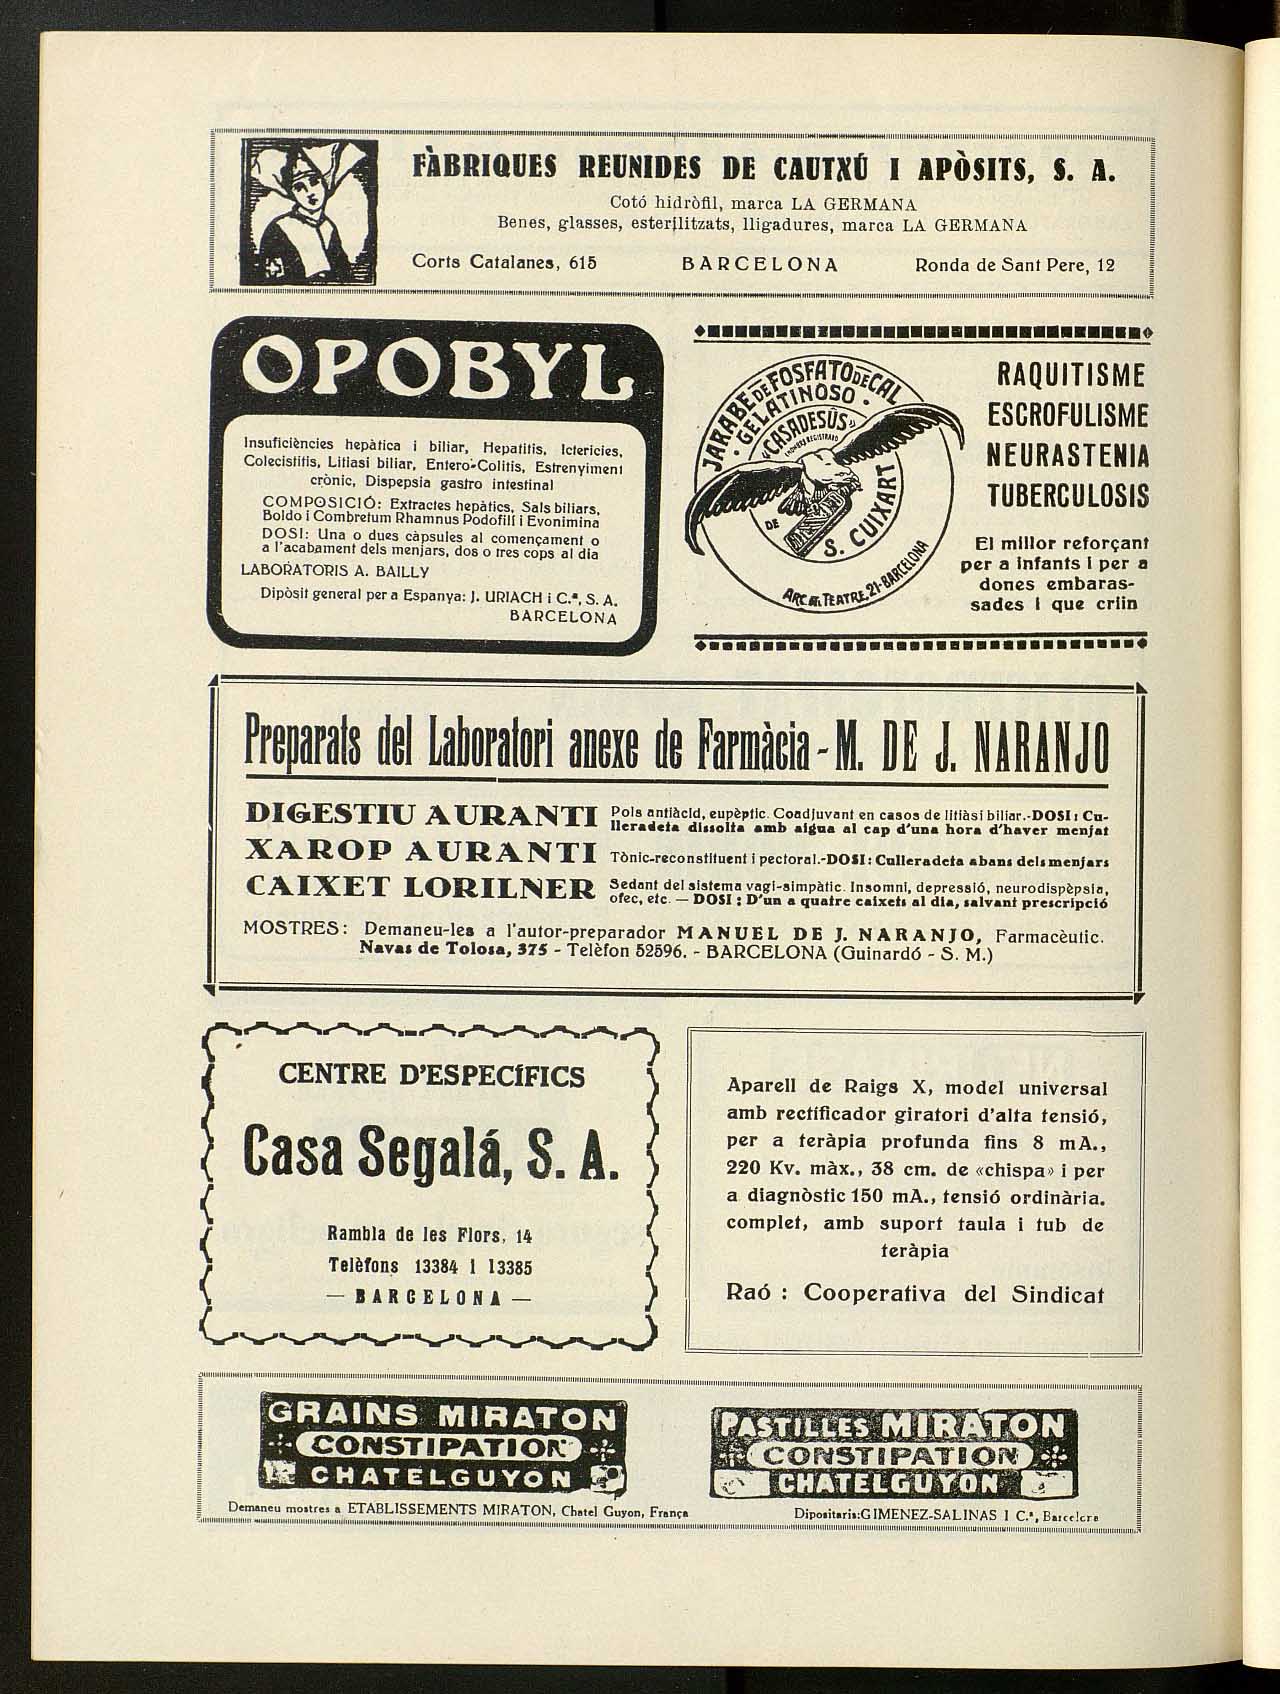 FÀBRIQUES REUNIDES DE CAUTXÚ I APÒSITS, S. A.
Cotó hidròfil, marca LA GERMANA
Benes, glasses, esterilitzats, lligadures, marca LA GERMANA
Corts Catalanes, 615 BARCELONA Ronda de Sant Pere, 12
OPOBYL
Insuficiències hepàtica i biliar, Hepatitis, Ictericies,
Colecistitis, Litiasi biliar, Entero-Colitis, Estrenyiment
crònic, Dispepsia gastro intestinal
COMPOSICIÓ: Extractes hepàtics, Sals biliars,
Boldo i Combretum Rhamnus Podofili i Evonimina
DOSI: Una o dues càpsules al començament o
a l'acabament dels menjars, dos o tres cops al dia
LABORATORIS A. BAILLY
Dipòsit general per a Espanya: J. URIACH i C.ª, S. A.
BARCELONA
JARABE DE FOSFATO DE CAL
· GELATINOSO ·
«CASADESÚS»
NOMBRE REGISTRADO
DE
S. CUIXART
ARC del TEATRE, 21-BARCELONA
RAQUITISME
ESCROFULISME
NEURASTENIA
TUBERCULOSIS
El millor reforçant
per a infants i per a
dones embaras-
sades i que criin
Preparats del Laboratori anexe de Farmàcia - M. DE J. NARANJO
DIGESTIU AURANTI Pols antiàcid, eupèptic. Coadjuvant en casos de litiàsi biliar.-DOSI: Cu-
lleradeta dissolta amb aigua al cap d'una hora d'haver menjat
XAROP AURANTI Tònic-reconstituent i pectoral.-DOSI: Culleradeta abans dels menjars
CAIXET LORILNER Sedant del sistema vagi-simpàtic. Insomni, depressió, neurodispèpsia,
ofec, etc. — DOSI: D'un a quatre caixets al dia, salvant prescripció
MOSTRES: Demaneu-les a l'autor-preparador MANUEL DE J. NARANJO, Farmacèutic.
Navas de Tolosa, 375 - Telèfon 52596. - BARCELONA (Guinardó - S. M.)
CENTRE D'ESPECÍFICS
Casa Segalá, S. A.
Rambla de les Flors, 14
Telèfons 13384 i 13385
— BARCELONA —
Aparell de Raigs X, model universal
amb rectificador giratori d'alta tensió,
per a teràpia profunda fins 8 mA.,
220 Kv. màx., 38 cm. de «chispa» i per
a diagnòstic 150 mA., tensió ordinària.
complet, amb suport taula i tub de
teràpia
Raó : Cooperativa del Sindicat
GRAINS MIRATON
CONSTIPATION
CHATELGUYON
Demaneu mostres a ETABLISSEMENTS MIRATON, Chatel Guyon, França
PASTILLES MIRATON
CONSTIPATION
CHATELGUYON
Dipositaris: GIMENEZ-SALINAS I C.ª, Barcelona